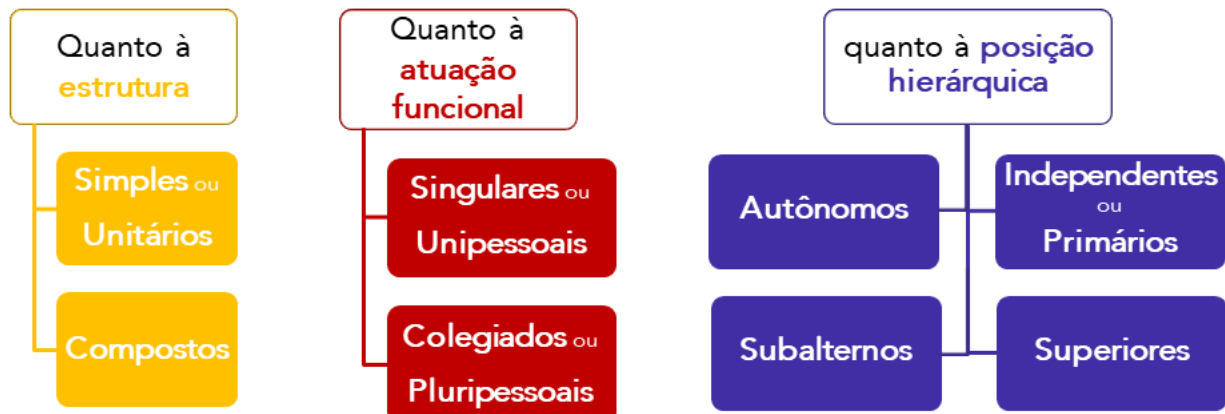 Quanto à
estrutura
Simples ou
Unitários
Compostos
Quanto à
atuação
funcional
Singulares ou
Unipessoais
Colegiados ou
Pluripessoais
quanto à posição
hierárquica
Autônomos
Independentes
ou
Primários
Subalternos
Superiores